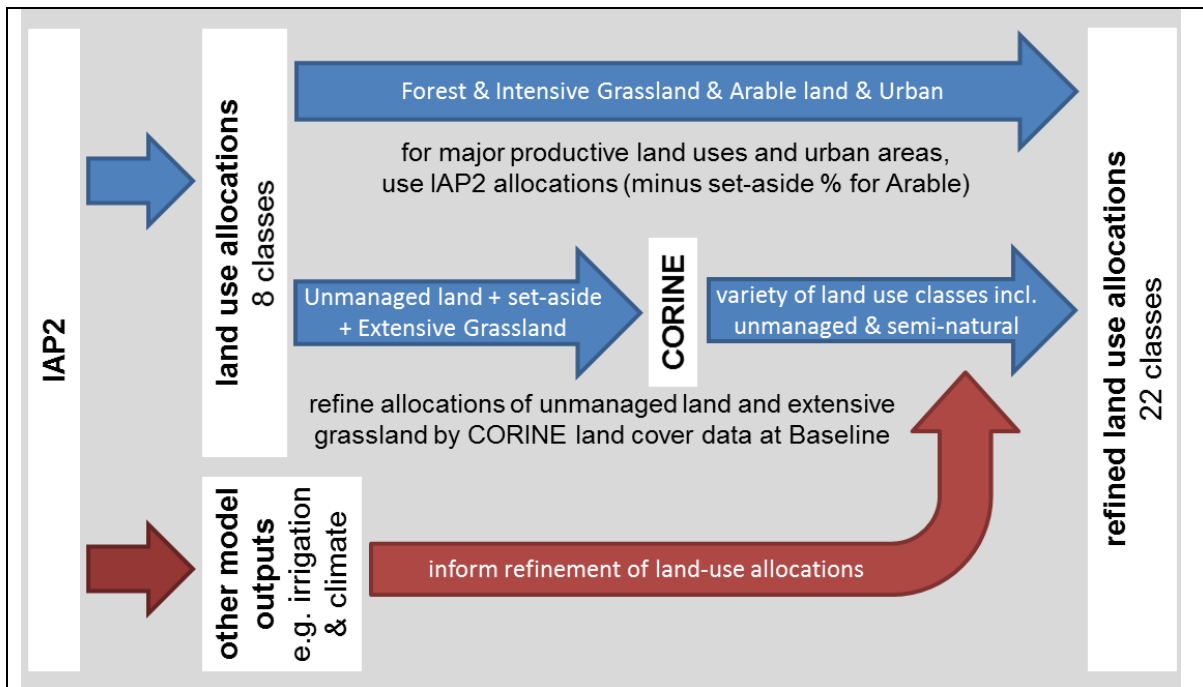 IAP2
land use allocations
8 classes
Forest & Intensive Grassland & Arable land & Urban
for major productive land uses and urban areas,
use IAP2 allocations (minus set-aside % for Arable)
Unmanaged land + set-aside
+ Extensive Grassland
CORINE
variety of land use classes incl.
unmanaged & semi-natural
refine allocations of unmanaged land and extensive
grassland by CORINE land cover data at Baseline
other model
outputs
e.g. irrigation
& climate
inform refinement of land-use allocations
refined land use allocations
22 classes